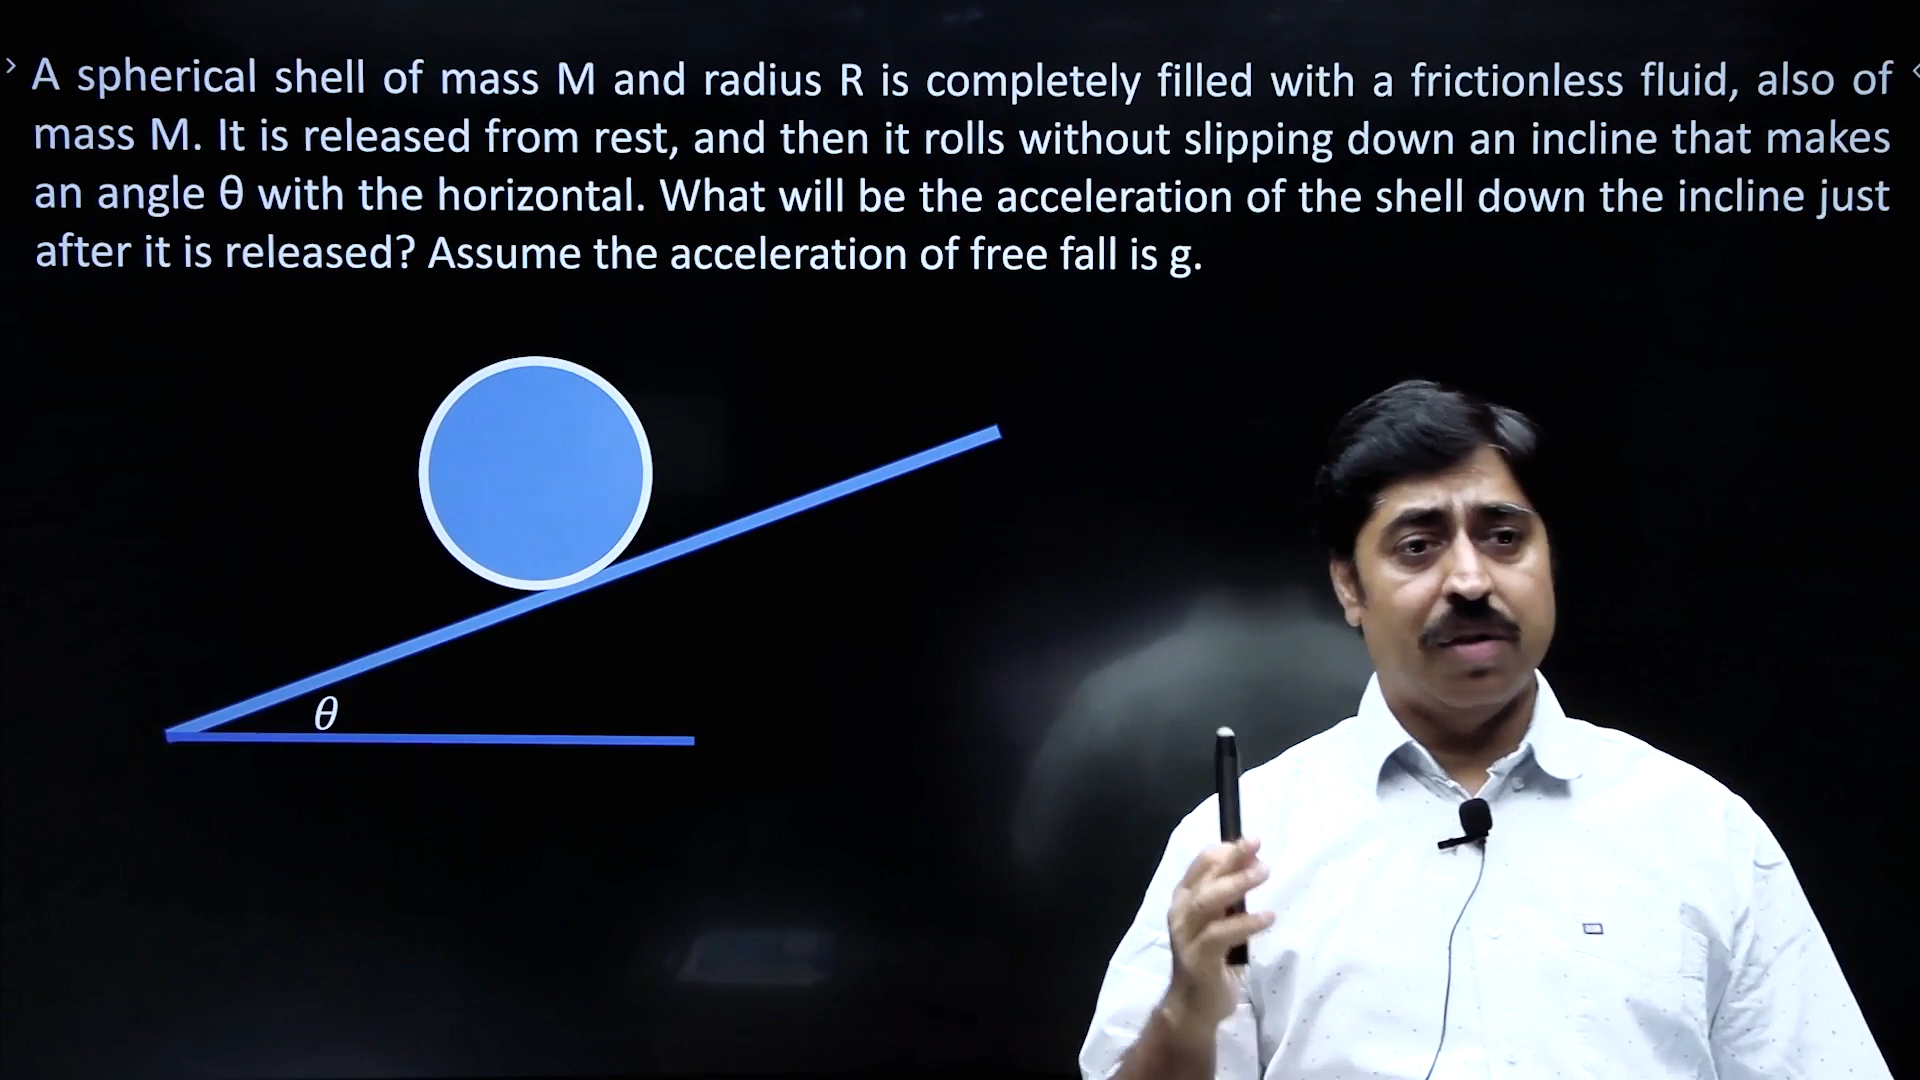 A spherical shell of mass M and radius R is completely filled with a frictionless fluid, also of
mass M. It is released from rest, and then it rolls without slipping down an incline that makes
an angle θ with the horizontal. What will be the acceleration of the shell down the incline just
after it is released? Assume the acceleration of free fall is g.
θ